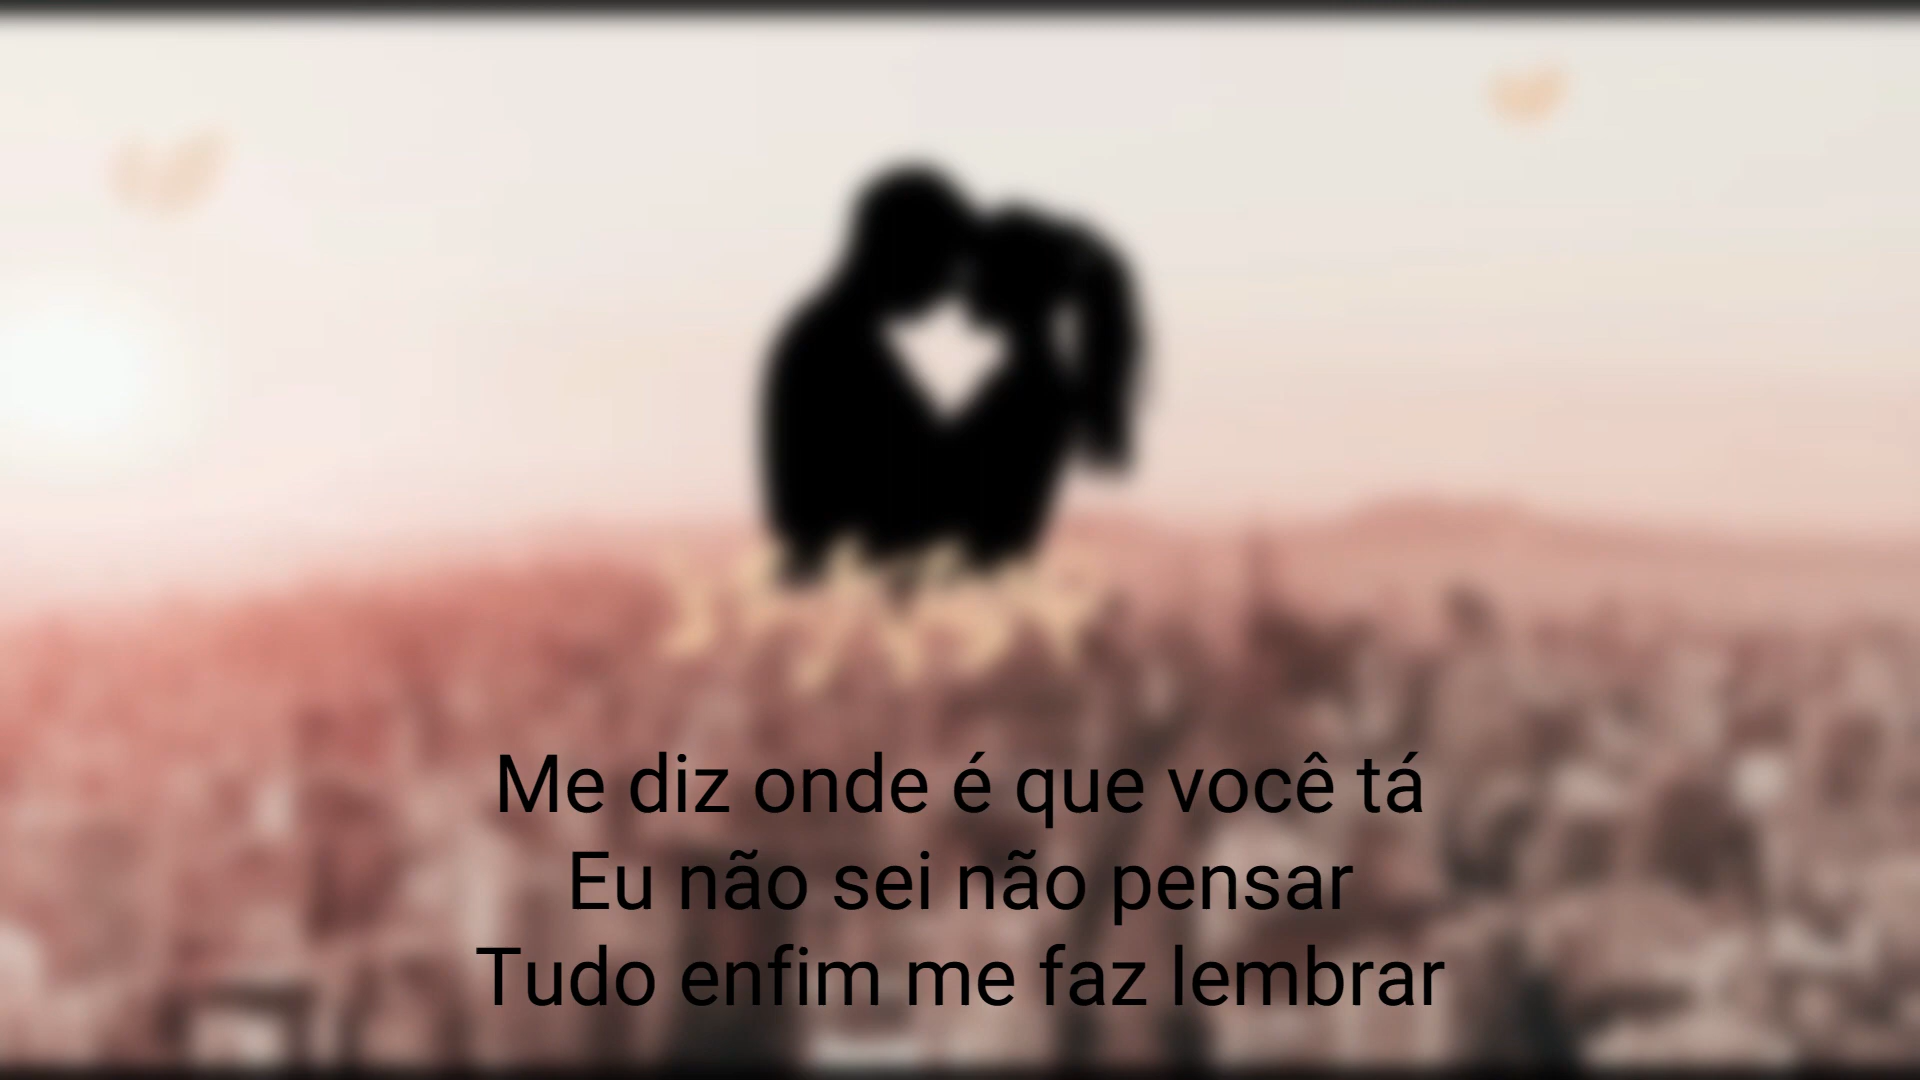 Me diz onde é que você tá
Eu não sei não pensar
Tudo enfim me faz lembrar